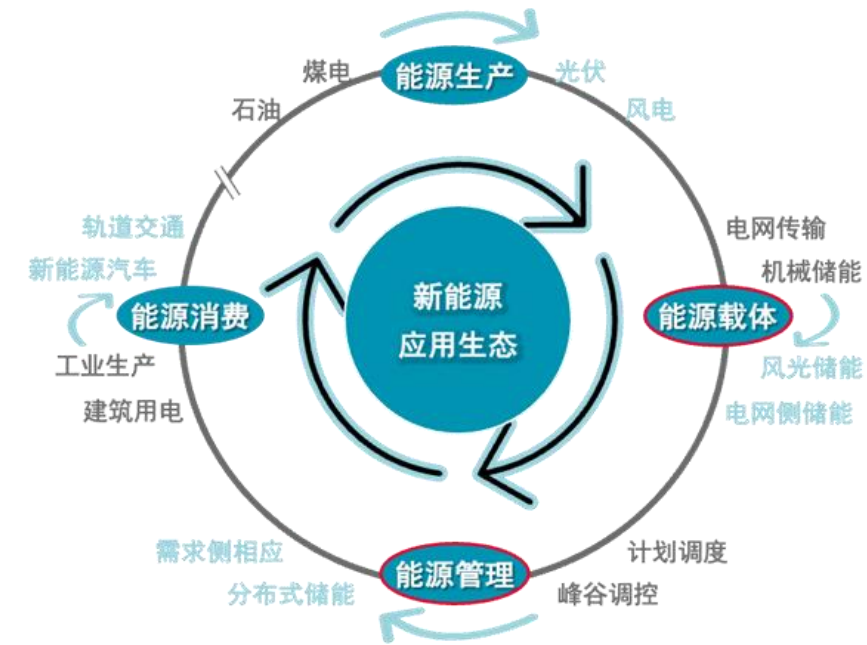 煤电
能源生产
光伏
石油
风电
轨道交通
电网传输
新能源汽车
机械储能
新能源
应用生态
能源消费
能源载体
工业生产
风光储能
建筑用电
电网侧储能
需求侧相应
计划调度
能源管理
分布式储能
峰谷调控